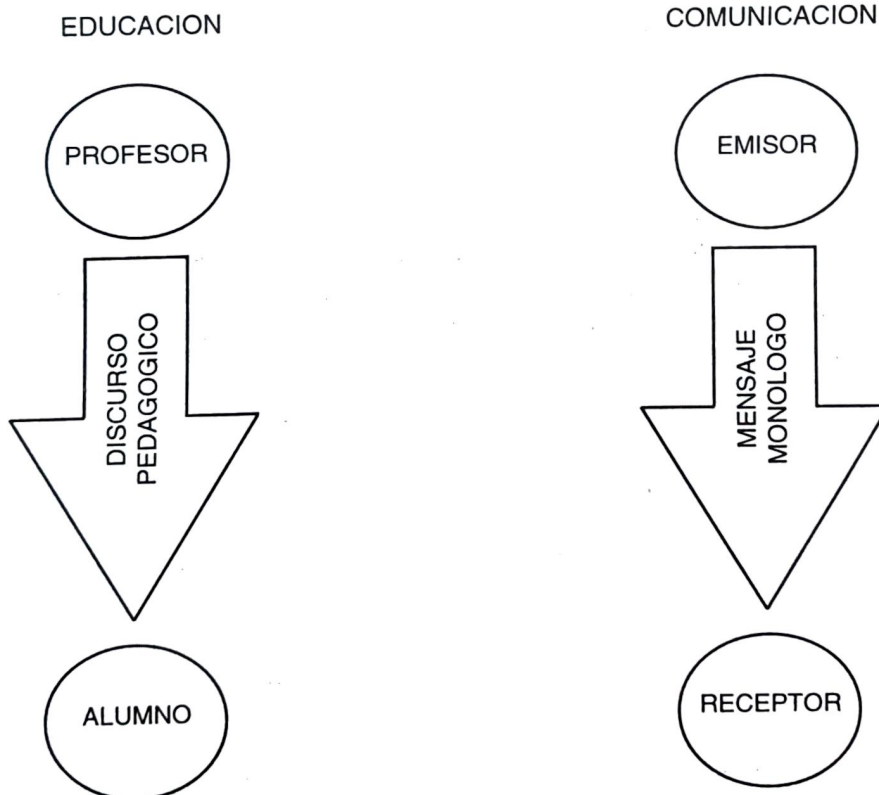 EDUCACION
PROFESOR
DISCURSO
PEDAGOGICO
ALUMNO
COMUNICACION
EMISOR
MENSAJE
MONOLOGO
RECEPTOR